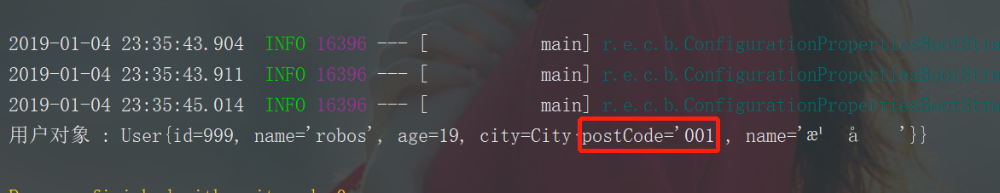 2019-01-04 23:35:43.904  INFO 16396 --- [           main] r.e.c.b.ConfigurationPropertiesBootStra
2019-01-04 23:35:43.911  INFO 16396 --- [           main] r.e.c.b.ConfigurationPropertiesBootStra
2019-01-04 23:35:45.014  INFO 16396 --- [           main] r.e.c.b.ConfigurationPropertiesBootStra
用户对象 : User{id=999, name='robos', age=19, city=City{postCode='001', name='æ¦  å    '}}